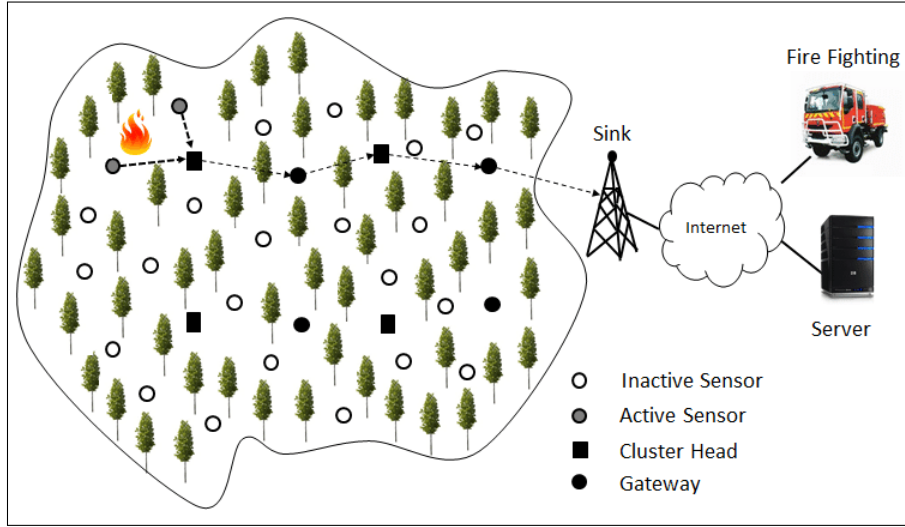 Fire Fighting
Sink
Internet
Server
Inactive Sensor
Active Sensor
Cluster Head
Gateway